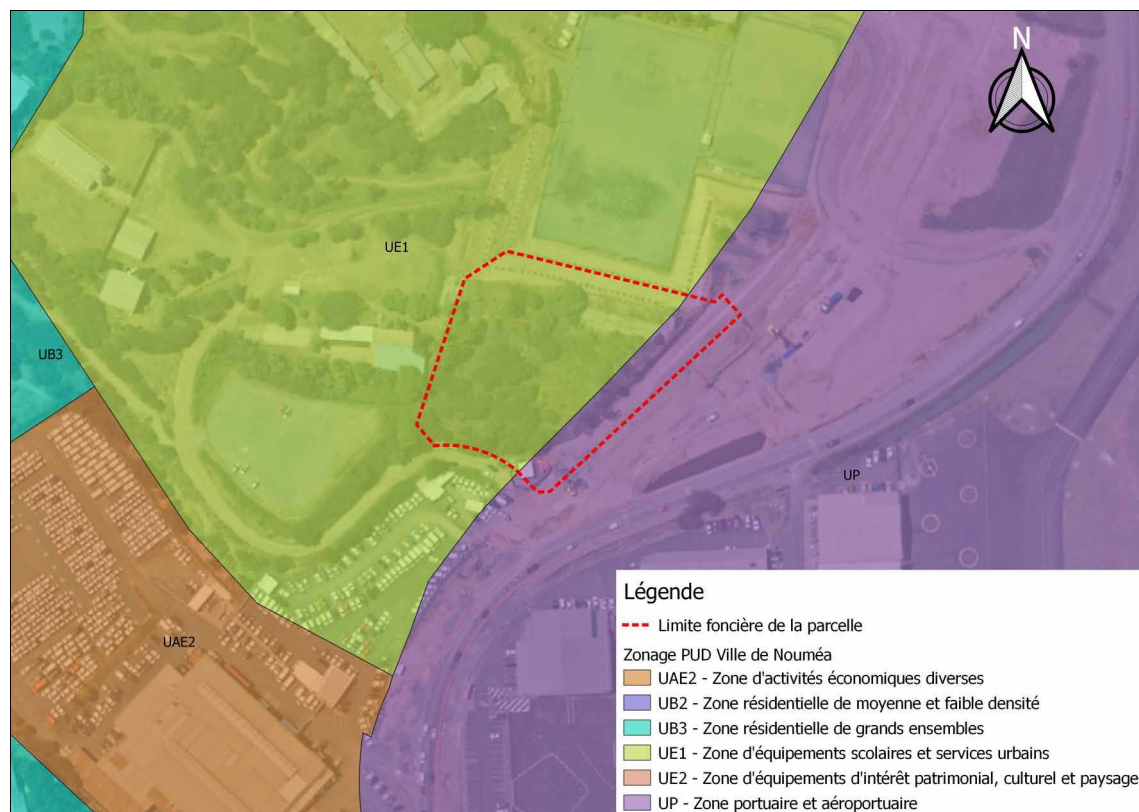 N
UE1
UB3
UP
UAE2
Légende
Limite foncière de la parcelle
Zonage PUD Ville de Nouméa
UAE2 - Zone d'activités économiques diverses
UB2 - Zone résidentielle de moyenne et faible densité
UB3 - Zone résidentielle de grands ensembles
UE1 - Zone d'équipements scolaires et services urbains
UE2 - Zone d'équipements d'intérêt patrimonial, culturel et paysage
UP - Zone portuaire et aéroportuaire